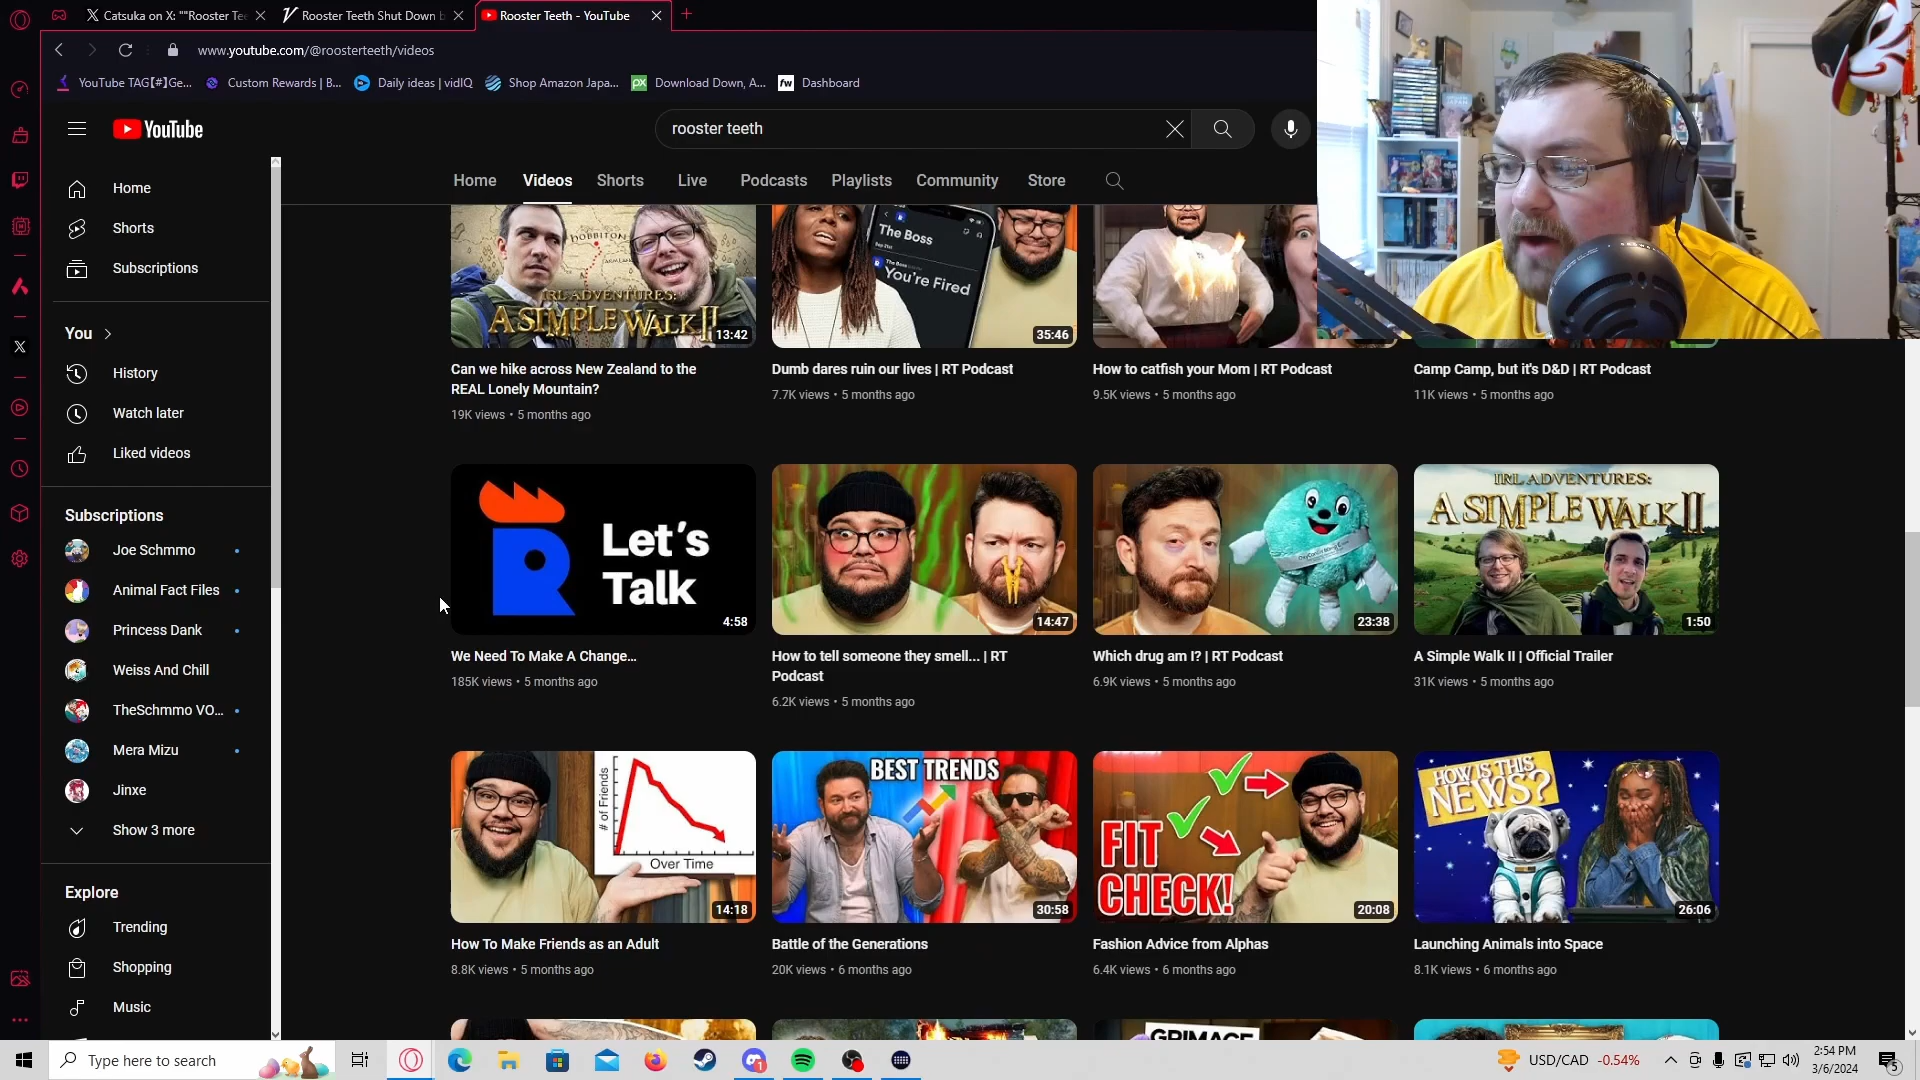 Catsuka on X: ""Rooster Tee
Rooster Teeth Shut Down b
Rooster Teeth - YouTube
www.youtube.com/@roosterteeth/videos
YouTube TAG【#】Ge...
Custom Rewards | B...
Daily ideas | vidIQ
Shop Amazon Japa...
Download Down, A...
Dashboard
YouTube
rooster teeth
Home
Videos
Shorts
Live
Podcasts
Playlists
Community
Store
Home
Shorts
Subscriptions
You
History
Watch later
Liked videos
Subscriptions
Joe Schmmo
Animal Fact Files
Princess Dank
Weiss And Chill
TheSchmmo VO...
Mera Mizu
Jinxe
Show 3 more
Explore
Trending
Shopping
Music
HOBBITON
IRL ADVENTURES:
A SIMPLE WALK II
13:42
Can we hike across New Zealand to the
REAL Lonely Mountain?
19K views • 5 months ago
The Boss
The Boss
You're Fired
35:46
Dumb dares ruin our lives | RT Podcast
7.7K views • 5 months ago
How to catfish your Mom | RT Podcast
9.5K views • 5 months ago
Camp Camp, but it's D&D | RT Podcast
11K views • 5 months ago
Let's
Talk
4:58
We Need To Make A Change...
185K views • 5 months ago
14:47
How to tell someone they smell... | RT
Podcast
6.2K views • 5 months ago
23:38
Which drug am I? | RT Podcast
6.9K views • 5 months ago
IRL ADVENTURES:
A SIMPLE WALK II
1:50
A Simple Walk II | Official Trailer
31K views • 5 months ago
# of Friends
Over Time
14:18
How To Make Friends as an Adult
8.8K views • 5 months ago
BEST TRENDS
30:58
Battle of the Generations
20K views • 6 months ago
FIT
CHECK!
20:08
Fashion Advice from Alphas
6.4K views • 6 months ago
HOW IS THIS
NEWS?
26:06
Launching Animals into Space
8.1K views • 6 months ago
GRIMACE
Type here to search
USD/CAD -0.54%
2:54 PM
3/6/2024